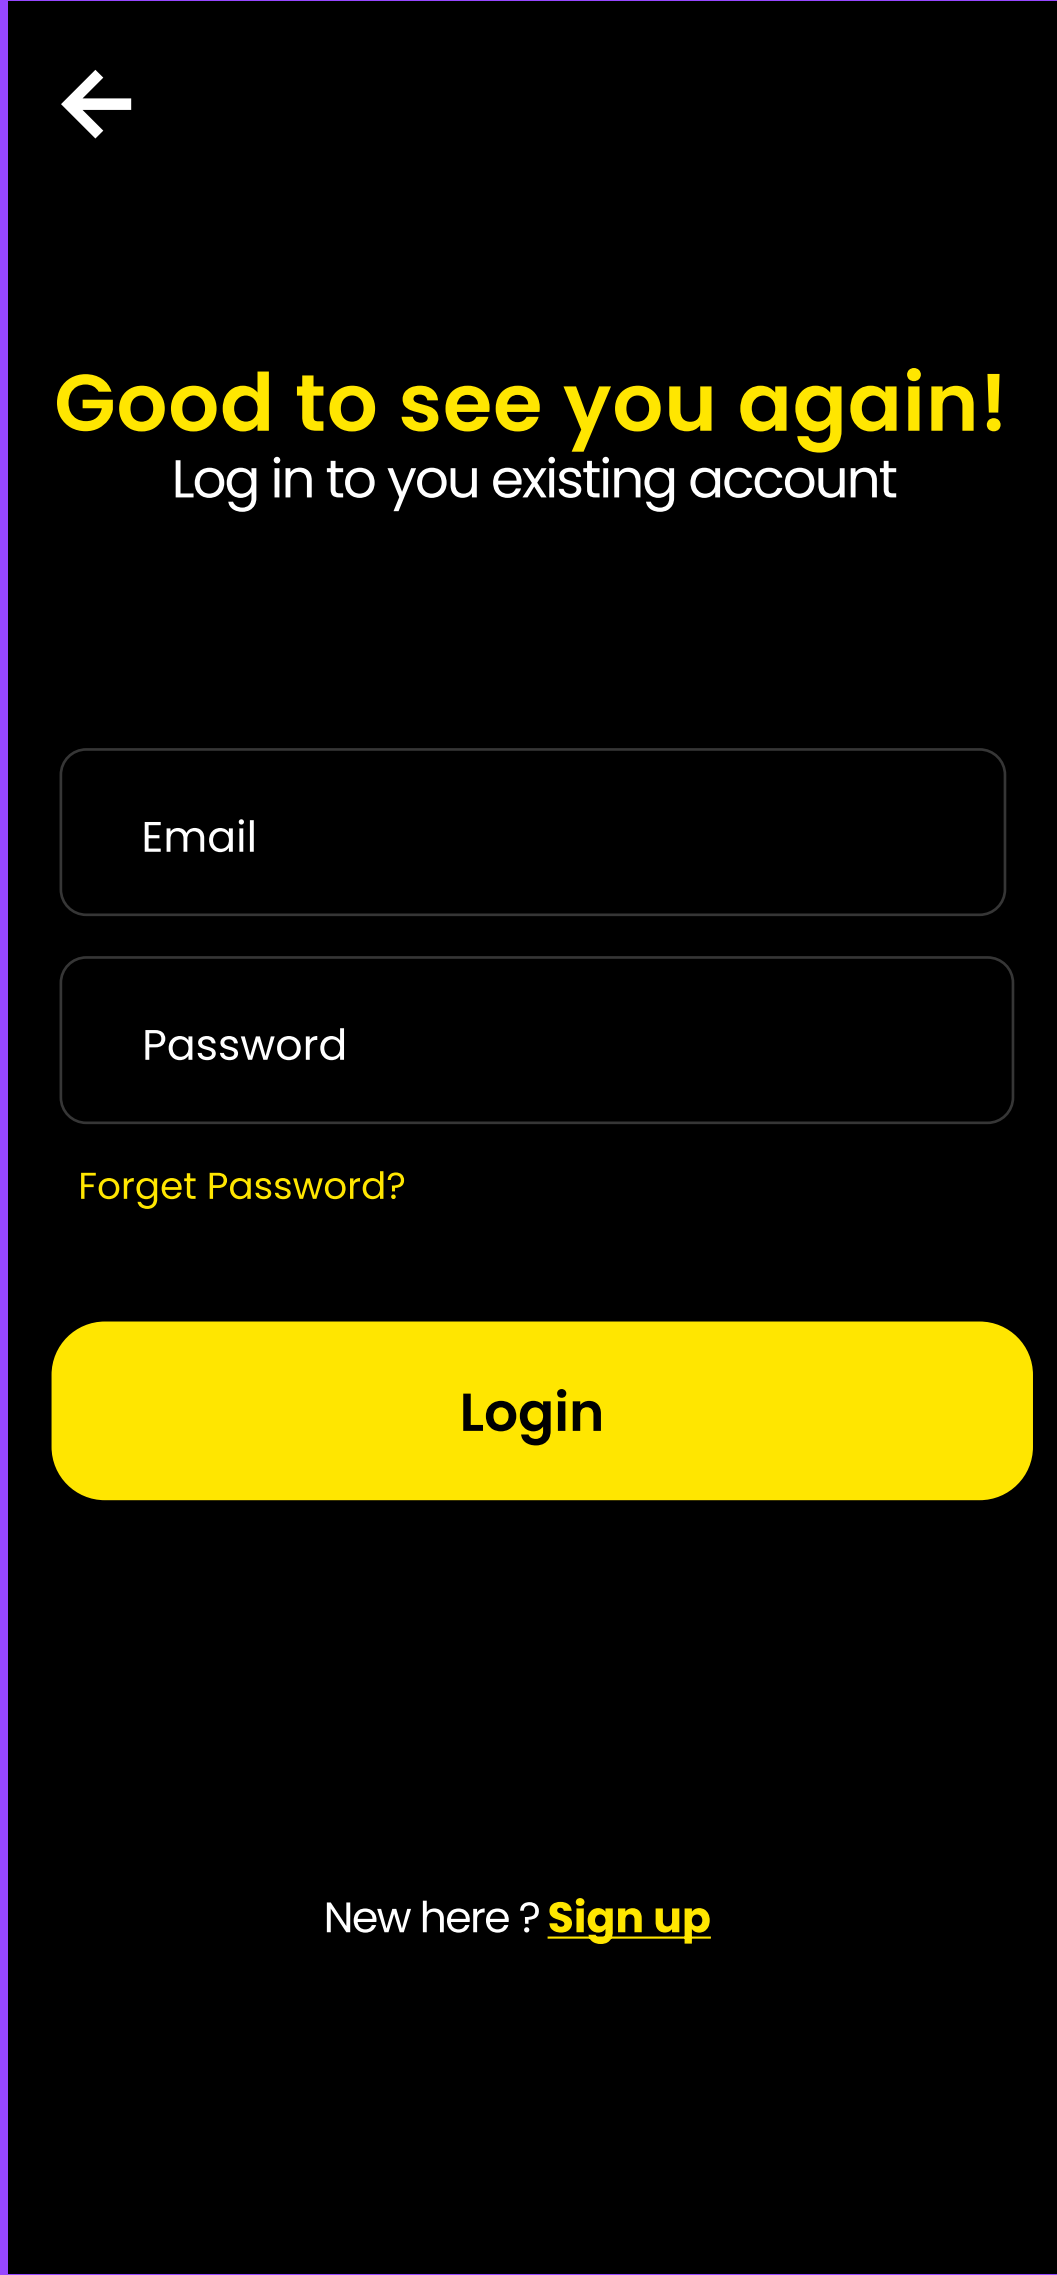 Good to see you again!
Log in to you existing account
Email
Password
Forget Password?
Login
New here ? Sign up